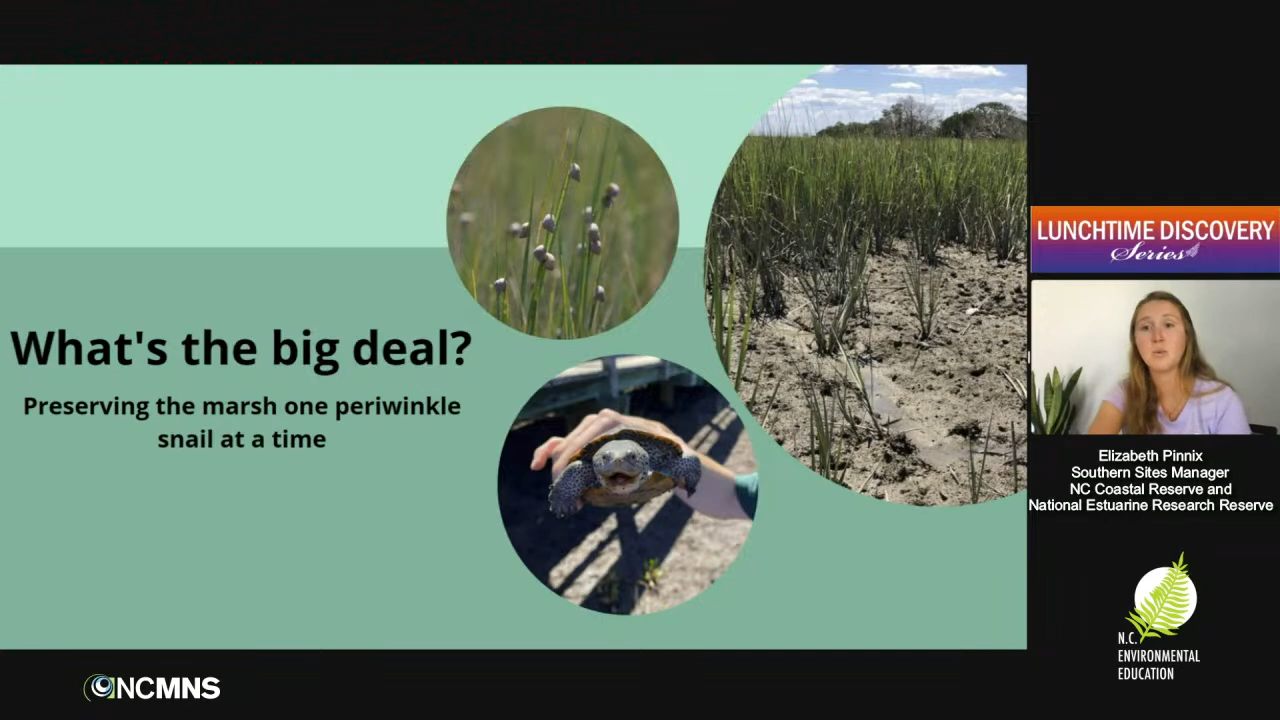 What's the big deal?
Preserving the marsh one periwinkle
snail at a time
LUNCHTIME DISCOVERY
Series
Elizabeth Pinnix
Southern Sites Manager
NC Coastal Reserve and
National Estuarine Research Reserve
N.C.
ENVIRONMENTAL
EDUCATION
NCMNS